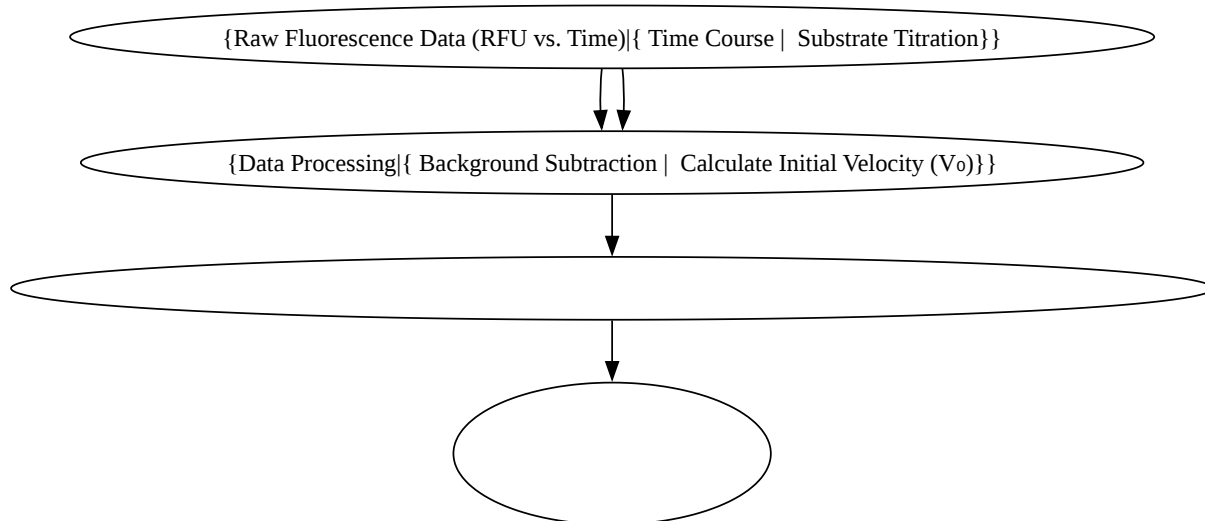 {Raw Fluorescence Data (RFU vs. Time)|{ Time Course | Substrate Titration}}
{Data Processing|{ Background Subtraction | Calculate Initial Velocity (V₀)}}